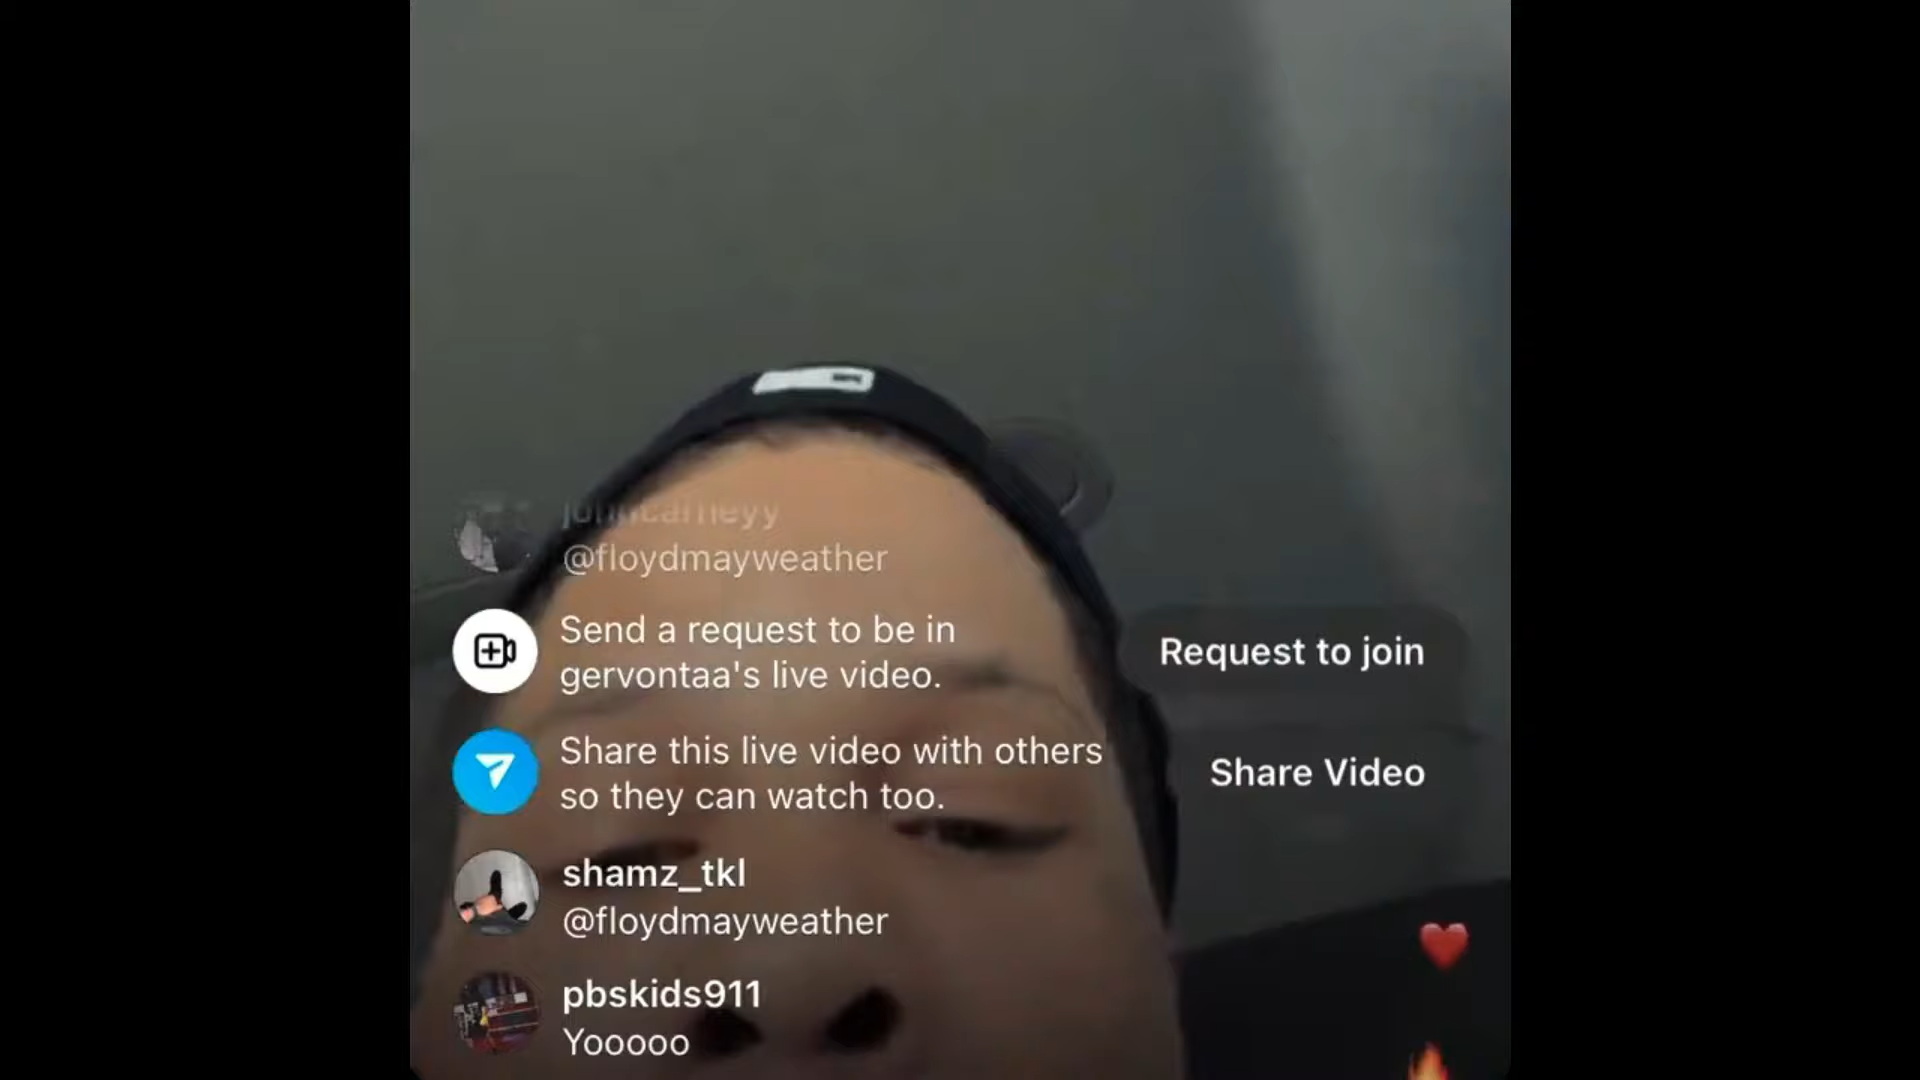 johncarneyy
@floydmayweather
Send a request to be in
gervontaa's live video.
Request to join
Share this live video with others
so they can watch too.
Share Video
shamz_tkl
@floydmayweather
pbskids911
Yooooo